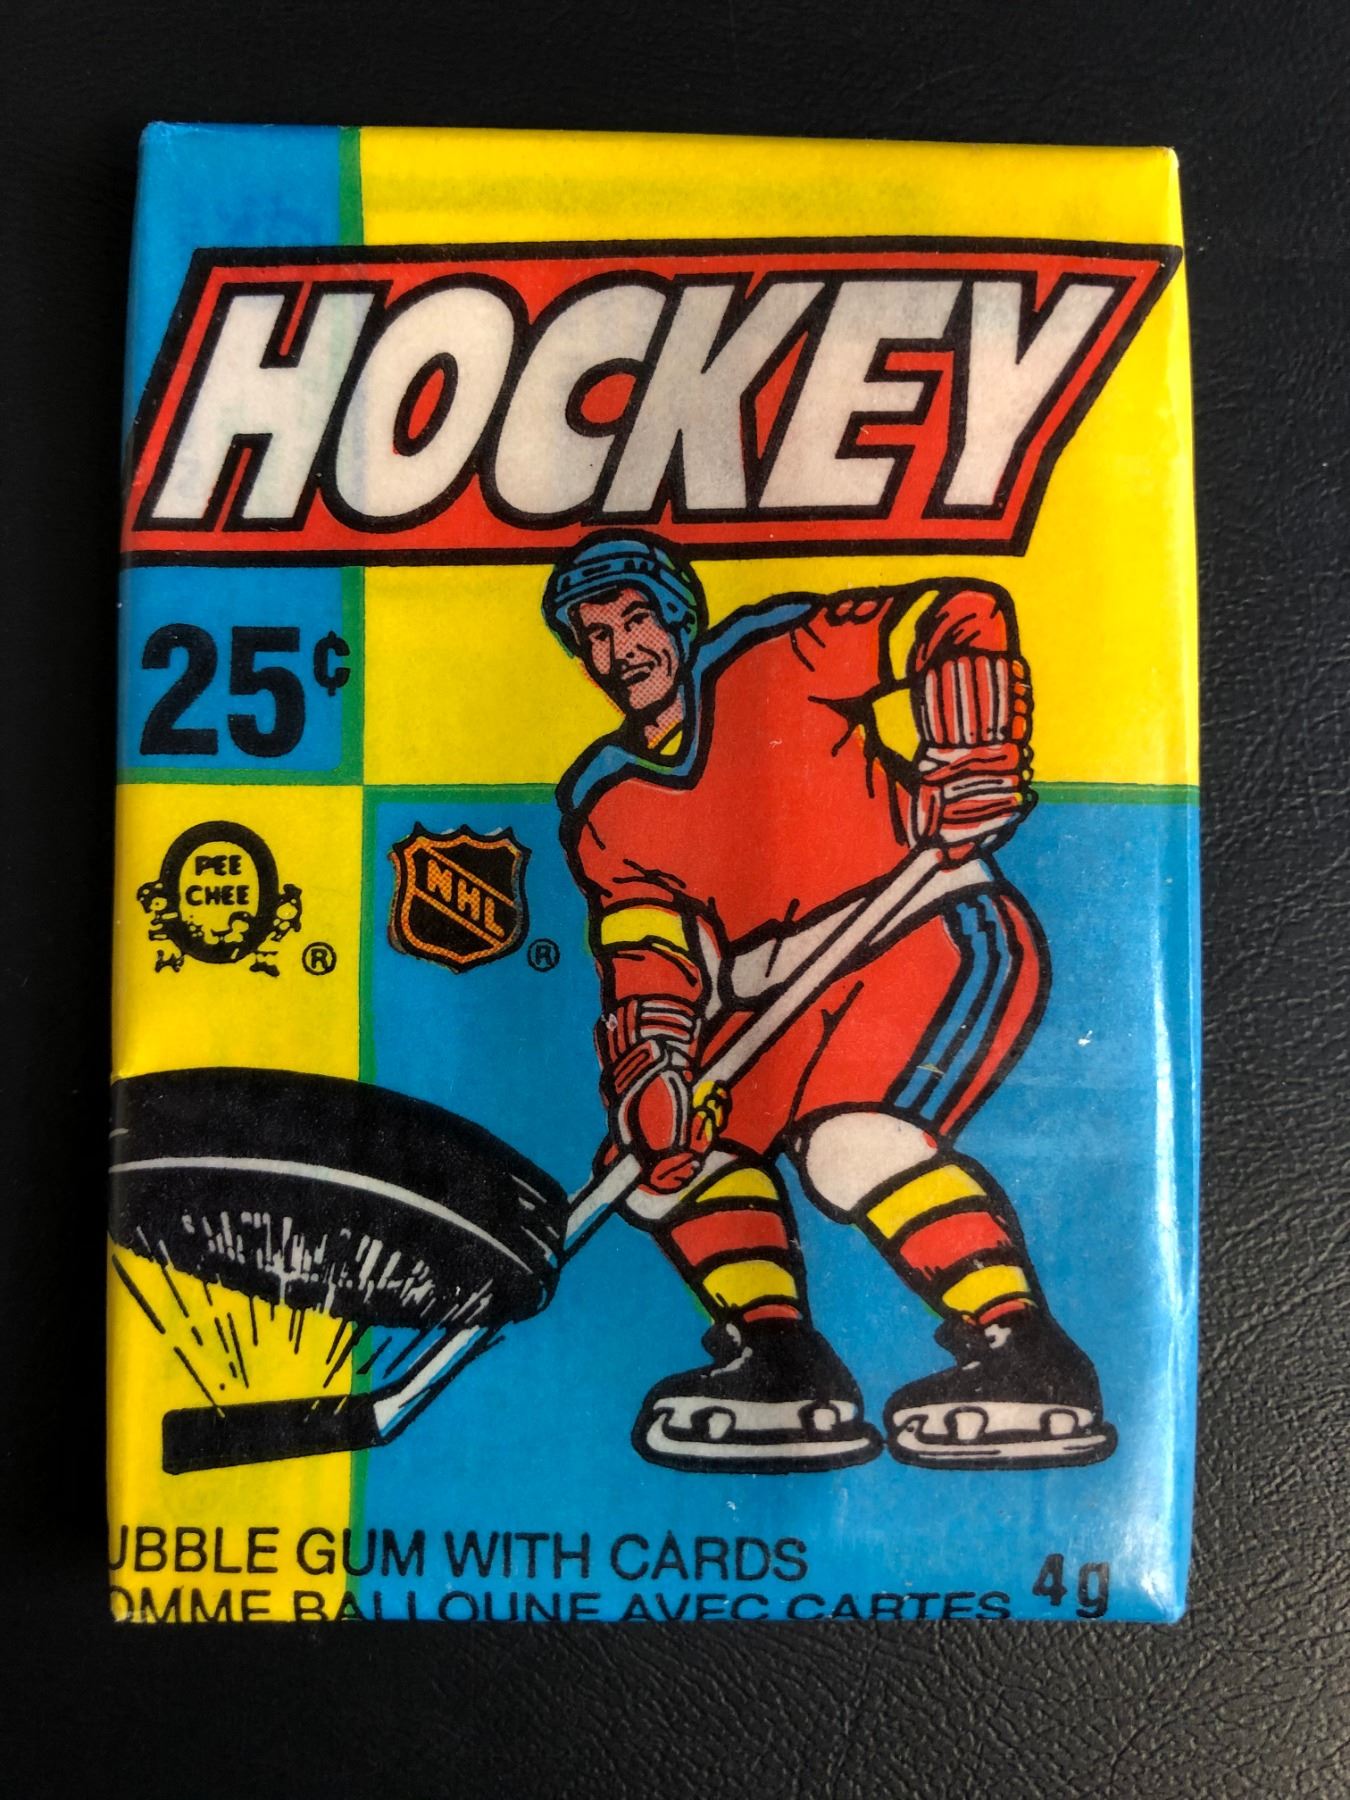 HOCKEY
25¢
PEE
CHEE
®
NHL
®
UBBLE GUM WITH CARDS
OMME BALLOUNE AVEC CARTES
4g